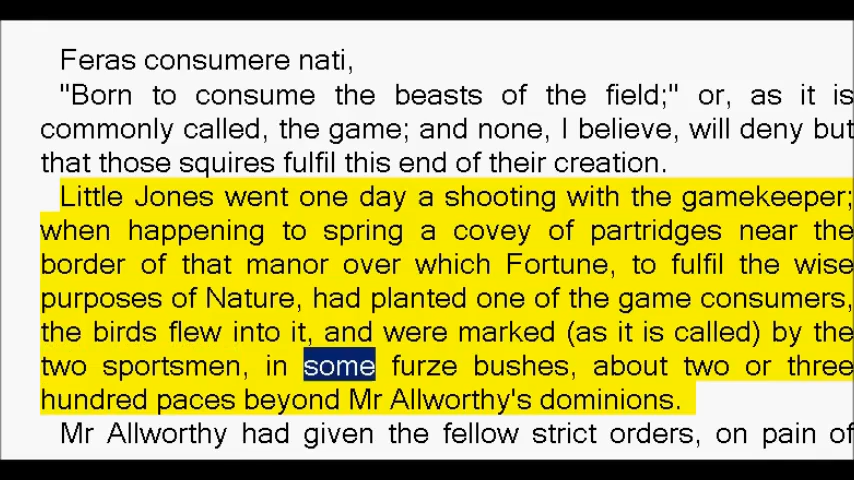 Feras consumere nati,
"Born to consume the beasts of the field;" or, as it is
commonly called, the game; and none, I believe, will deny but
that those squires fulfil this end of their creation.
Little Jones went one day a shooting with the gamekeeper;
when happening to spring a covey of partridges near the
border of that manor over which Fortune, to fulfil the wise
purposes of Nature, had planted one of the game consumers,
the birds flew into it, and were marked (as it is called) by the
two sportsmen, in some furze bushes, about two or three
hundred paces beyond Mr Allworthy's dominions.
Mr Allworthy had given the fellow strict orders, on pain of